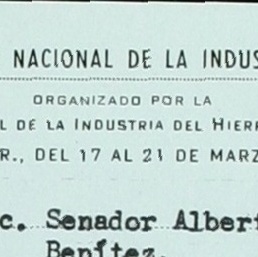 NACIONAL DE LA INDUS
ORGANIZADO POR LA
L DE LA INDUSTRIA DEL HIERR
R., DEL 17 AL 21 DE MARZ
c. Senador Albert
Benítez.